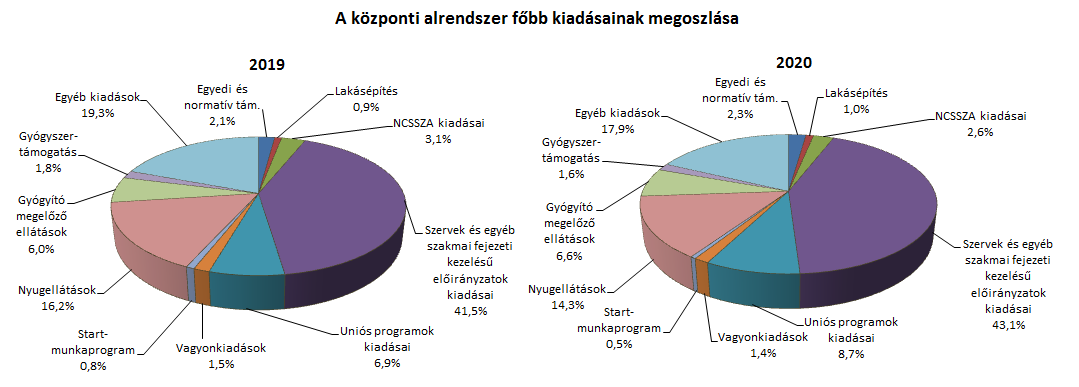 A központi alrendszer főbb kiadásainak megoszlása
2019
Egyedi és
normatív tám.
2,1%
Lakásépítés
0,9%
NCSSZA kiadásai
3,1%
Szervek és egyéb
szakmai fejezeti
kezelésű
előirányzatok
kiadásai
41,5%
Uniós programok
kiadásai
6,9%
Vagyonkiadások
1,5%
Start-
munkaprogram
0,8%
Nyugellátások
16,2%
Gyógyító
megelőző
ellátások
6,0%
Gyógyszer-
támogatás
1,8%
Egyéb kiadások
19,3%
2020
Egyedi és
normatív tám.
2,3%
Lakásépítés
1,0%
NCSSZA kiadásai
2,6%
Szervek és egyéb
szakmai fejezeti
kezelésű
előirányzatok
kiadásai
43,1%
Uniós programok
kiadásai
8,7%
Vagyonkiadások
1,4%
Start-
munkaprogram
0,5%
Nyugellátások
14,3%
Gyógyító
megelőző
ellátások
6,6%
Gyógyszer-
támogatás
1,6%
Egyéb kiadások
17,9%